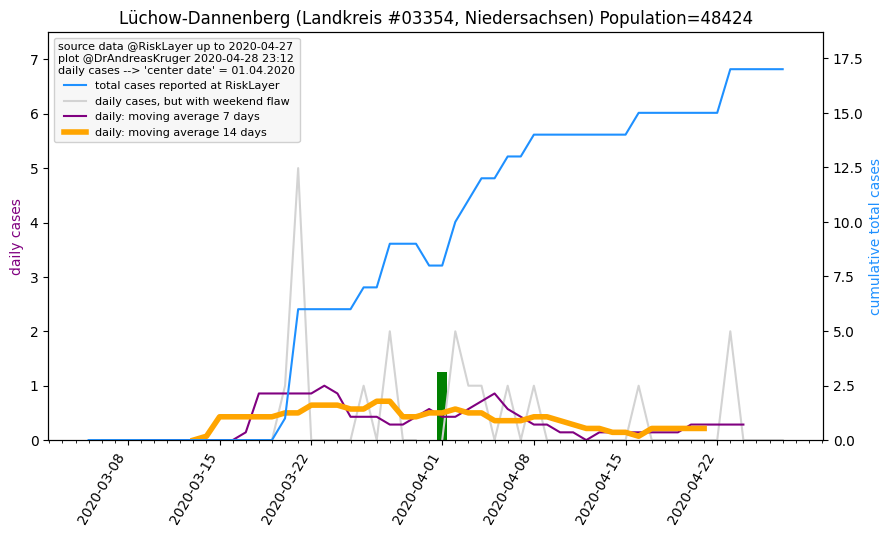 Lüchow-Dannenberg (Landkreis #03354, Niedersachsen) Population=48424
source data @RiskLayer up to 2020-04-27
plot @DrAndreasKruger 2020-04-28 23:12
daily cases --> 'center date' = 01.04.2020
total cases reported at RiskLayer
daily cases, but with weekend flaw
daily: moving average 7 days
daily: moving average 14 days
daily cases
7
6
5
4
3
2
1
0
cumulative total cases
17.5
15.0
12.5
10.0
7.5
5.0
2.5
0.0
2020-03-08
2020-03-15
2020-03-22
2020-04-01
2020-04-08
2020-04-15
2020-04-22